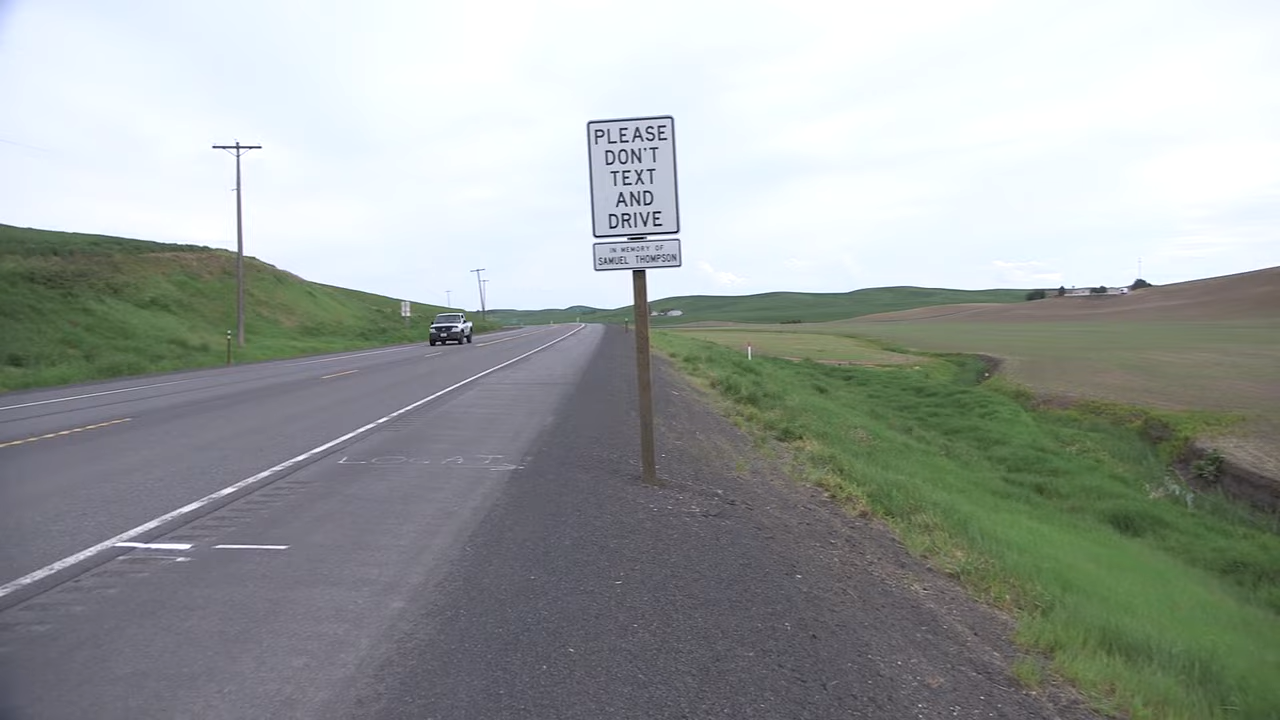 PLEASE
DON'T
TEXT
AND
DRIVE
IN MEMORY OF
SAMUEL THOMPSON